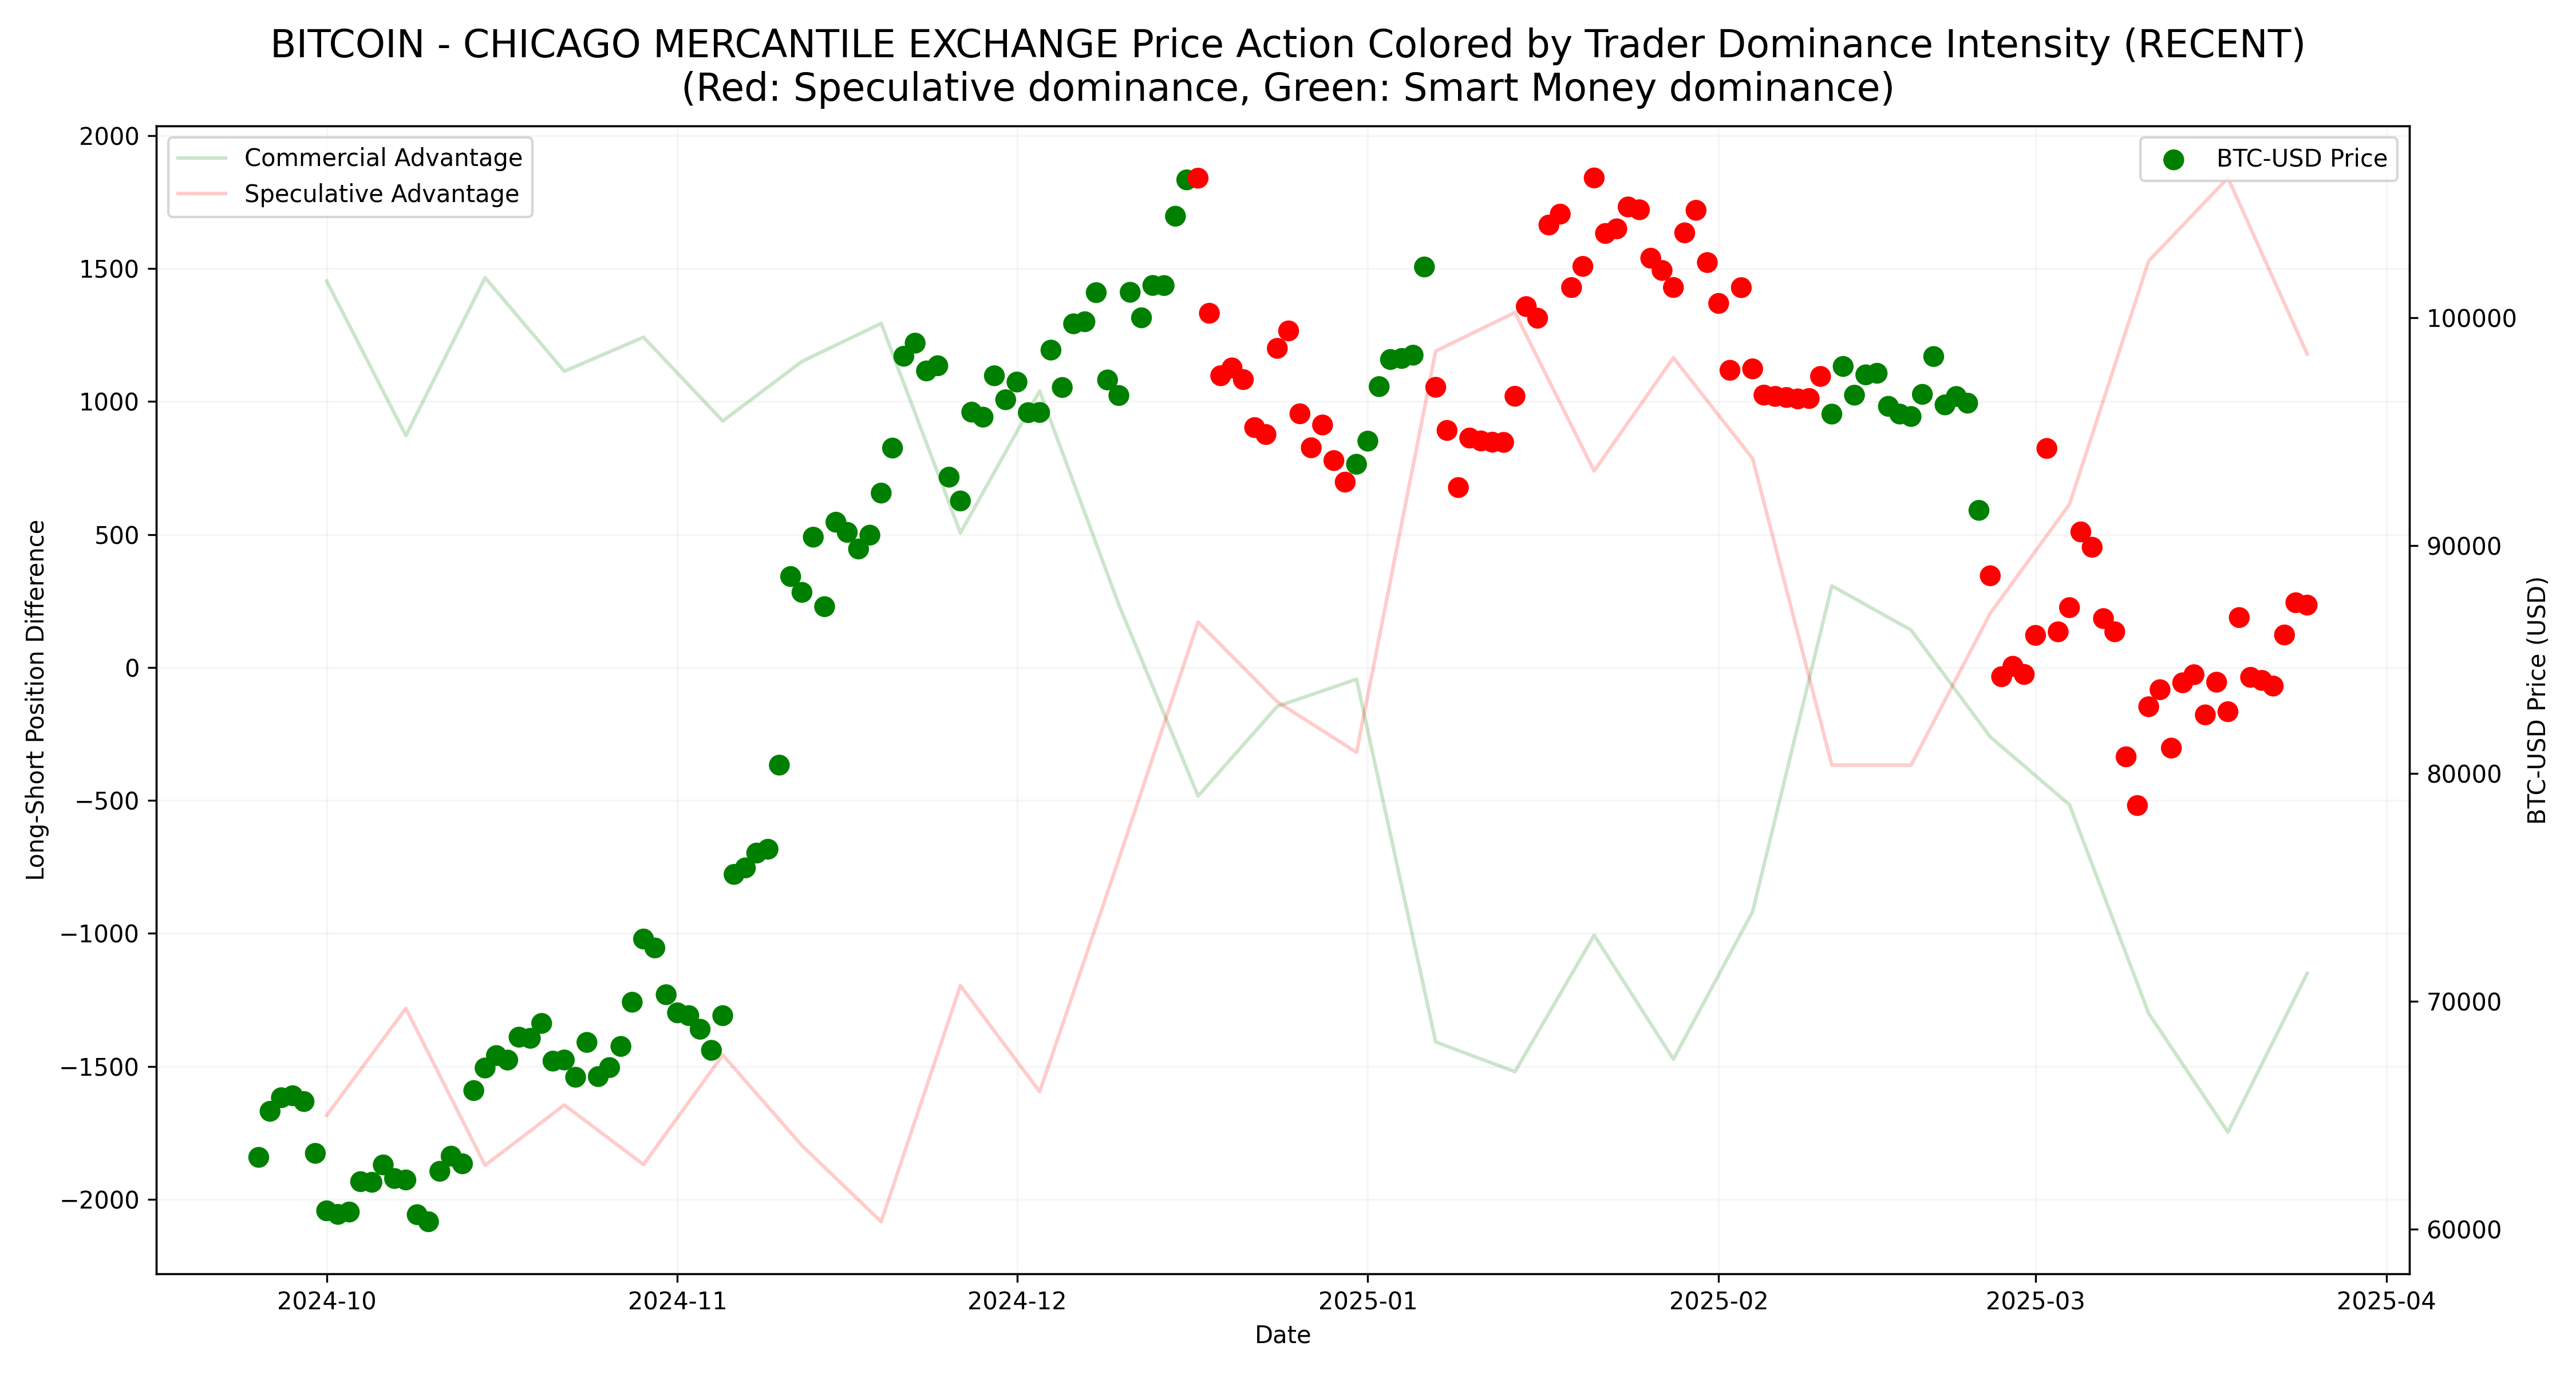 BITCOIN - CHICAGO MERCANTILE EXCHANGE Price Action Colored by Trader Dominance Intensity (RECENT)
(Red: Speculative dominance, Green: Smart Money dominance)
Commercial Advantage
Speculative Advantage
BTC-USD Price
Long-Short Position Difference
2000
1500
1000
500
0
−500
−1000
−1500
−2000
100000
90000
80000
70000
60000
BTC-USD Price (USD)
2024-10
2024-11
2024-12
2025-01
2025-02
2025-03
2025-04
Date